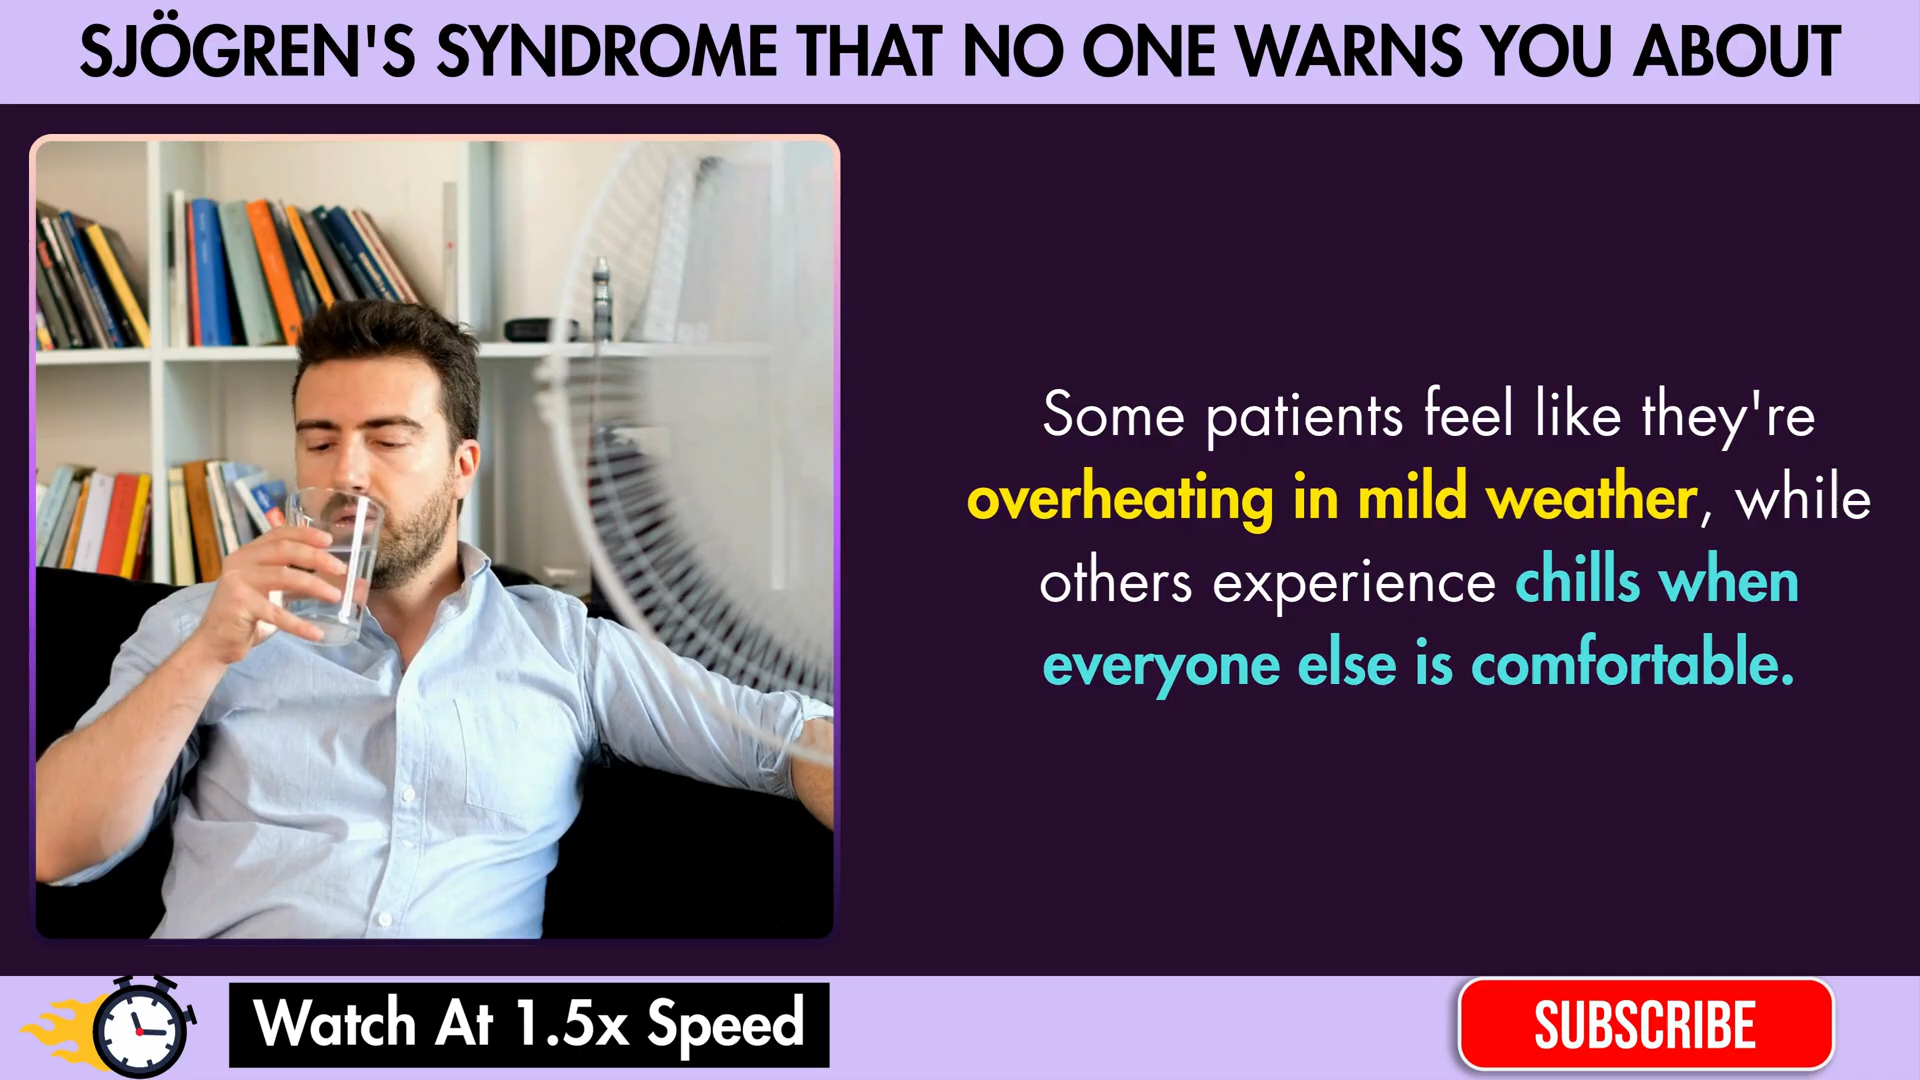 SJÖGREN'S SYNDROME THAT NO ONE WARNS YOU ABOUT
Some patients feel like they're
overheating in mild weather, while
others experience chills when
everyone else is comfortable.
Watch At 1.5x Speed
SUBSCRIBE